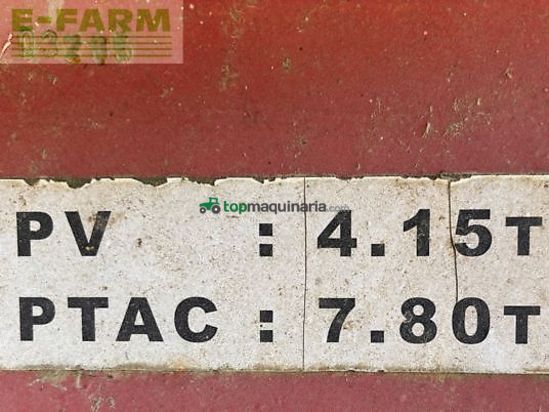 E-FARM
topmaquinaria.com
PV : 4.15T
PTAC : 7.80T